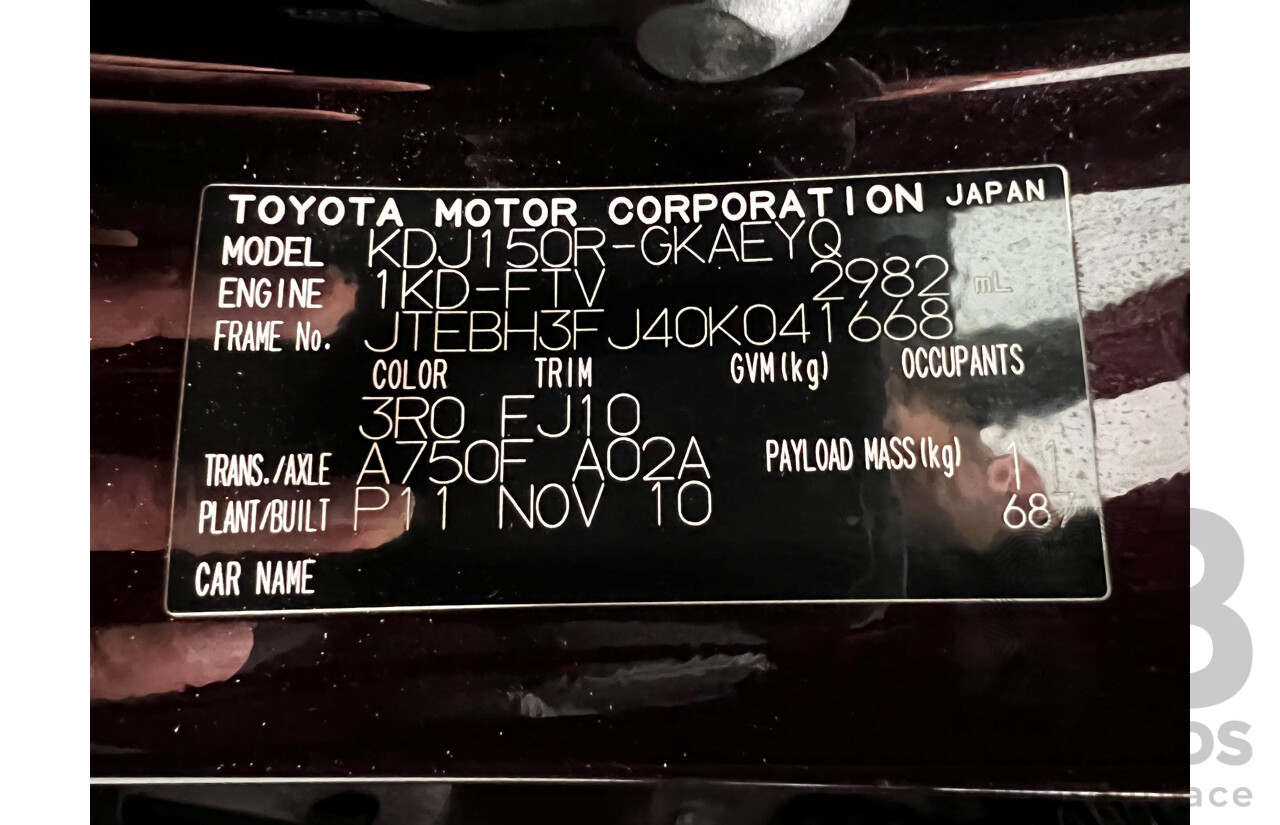 TOYOTA MOTOR CORPORATION JAPAN
MODEL KDJ150R-GKAEYQ
ENGINE 1KD-FTV 2982 mL
FRAME No. JTEBH3FJ40K041668
COLOR TRIM GVM(kg) OCCUPANTS
3R0 FJ10
TRANS./AXLE A750F A02A PAYLOAD MASS(kg) 11
PLANT/BUILT P11 NOV 10 687
CAR NAME